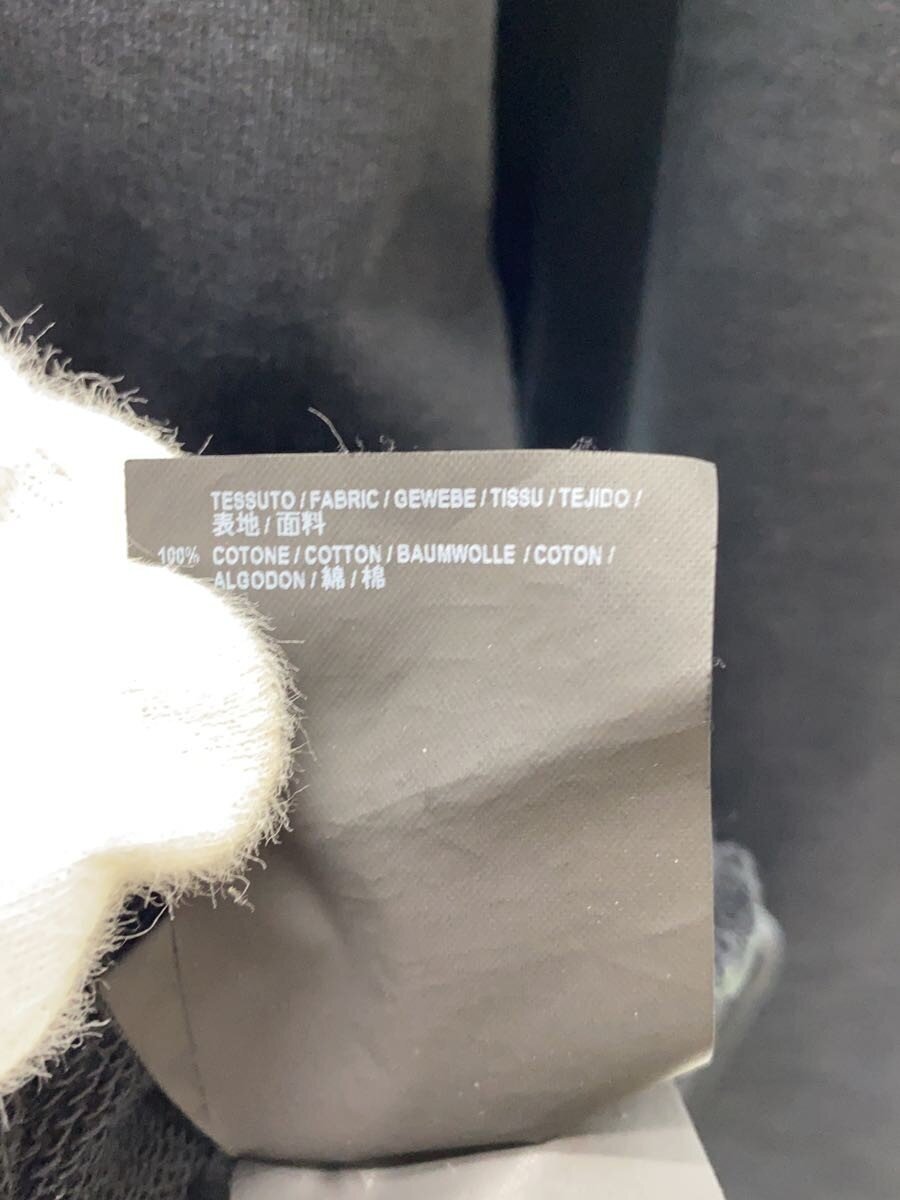 TESSUTO / FABRIC / GEWEBE / TISSU / TEJIDO /
表地 / 面料
100% COTONE / COTTON / BAUMWOLLE / COTON /
ALGODON / 綿 / 棉